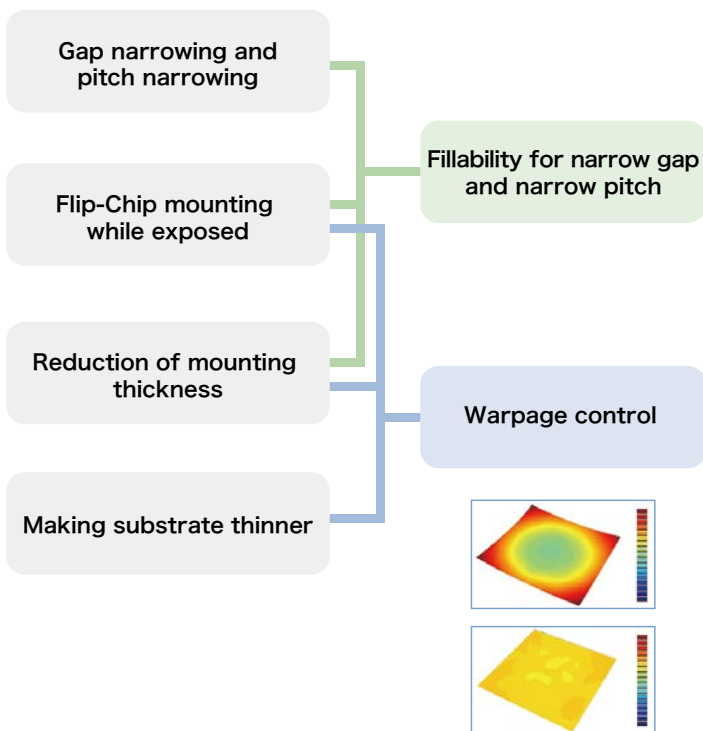 Gap narrowing and
pitch narrowing
Fillability for narrow gap
and narrow pitch
Flip-Chip mounting
while exposed
Reduction of mounting
thickness
Warpage control
Making substrate thinner